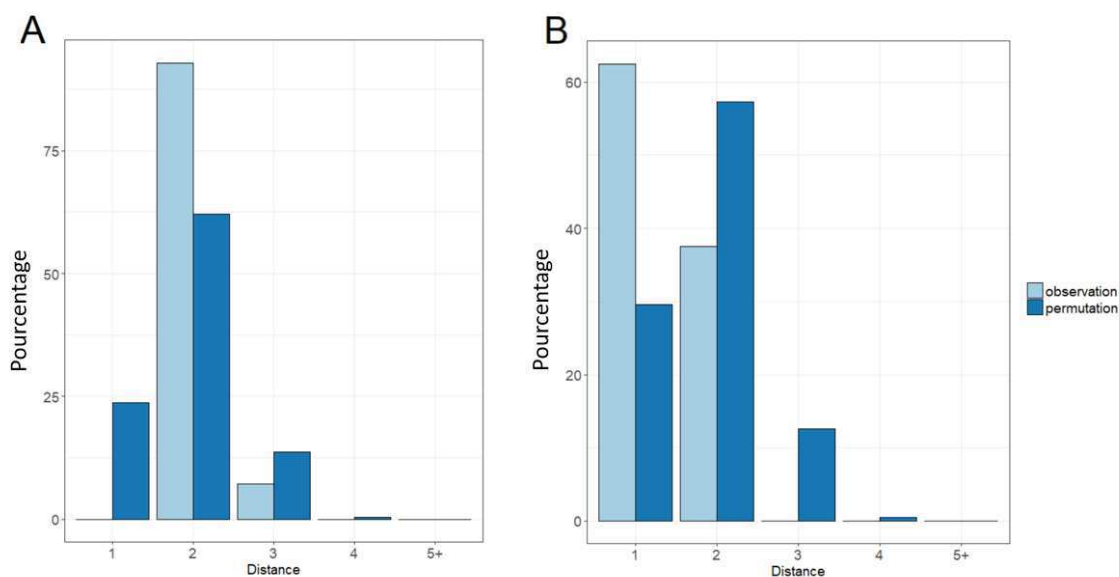 A
Pourcentage
75
50
25
0
1 2 3 4 5+
Distance
B
Pourcentage
60
40
20
0
1 2 3 4 5+
Distance
observation
permutation